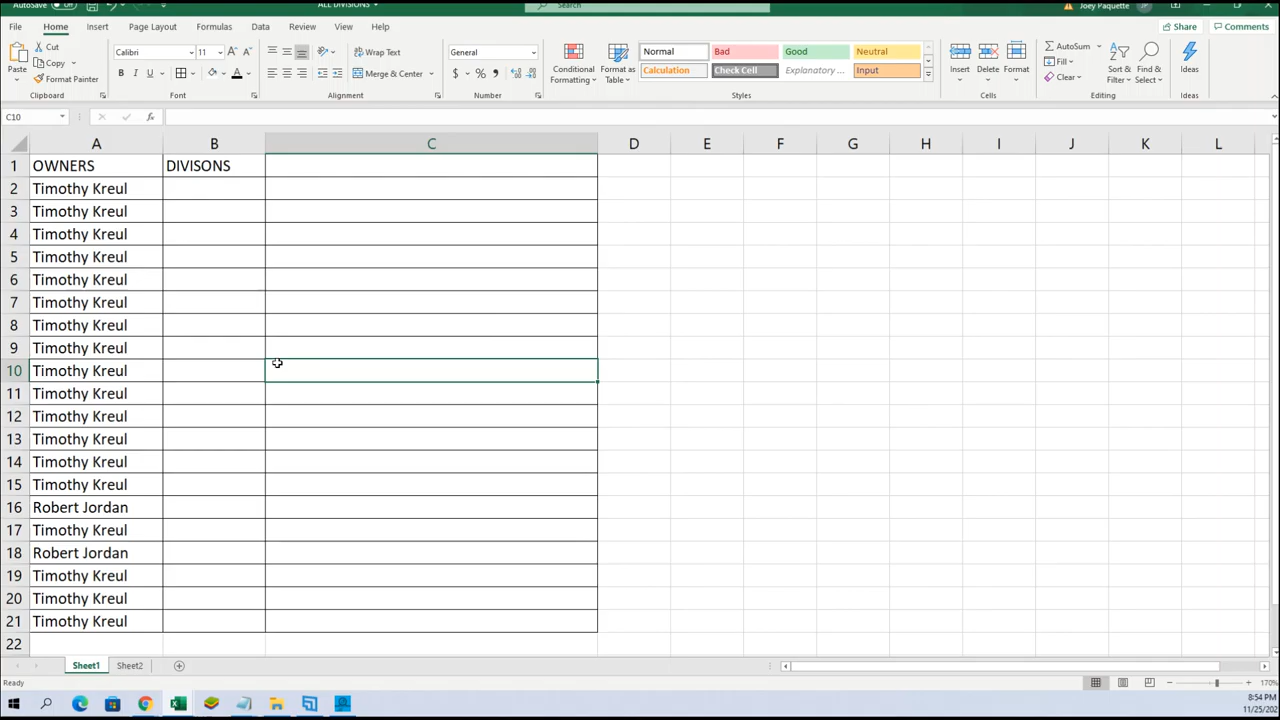 AutoSave Off ALL DIVISIONS Search Joey Paquette JP
File Home Insert Page Layout Formulas Data Review View Help Share Comments
Paste Cut Copy Format Painter Clipboard
Calibri 11 A A B I U A Font
Wrap Text Merge & Center Alignment
General $ % 9 Number
Conditional Formatting Format as Table Normal Bad Good Neutral
Calculation Check Cell Explanatory ... Input Styles
Insert Delete Format Cells
AutoSum Fill Clear Sort & Filter Find & Select Editing
Ideas Ideas
C10 fx
A B C D E F G H I J K L
1 OWNERS DIVISONS
2 Timothy Kreul
3 Timothy Kreul
4 Timothy Kreul
5 Timothy Kreul
6 Timothy Kreul
7 Timothy Kreul
8 Timothy Kreul
9 Timothy Kreul
10 Timothy Kreul
11 Timothy Kreul
12 Timothy Kreul
13 Timothy Kreul
14 Timothy Kreul
15 Timothy Kreul
16 Robert Jordan
17 Timothy Kreul
18 Robert Jordan
19 Timothy Kreul
20 Timothy Kreul
21 Timothy Kreul
22
Sheet1 Sheet2
Ready 170%
8:54 PM
11/25/202